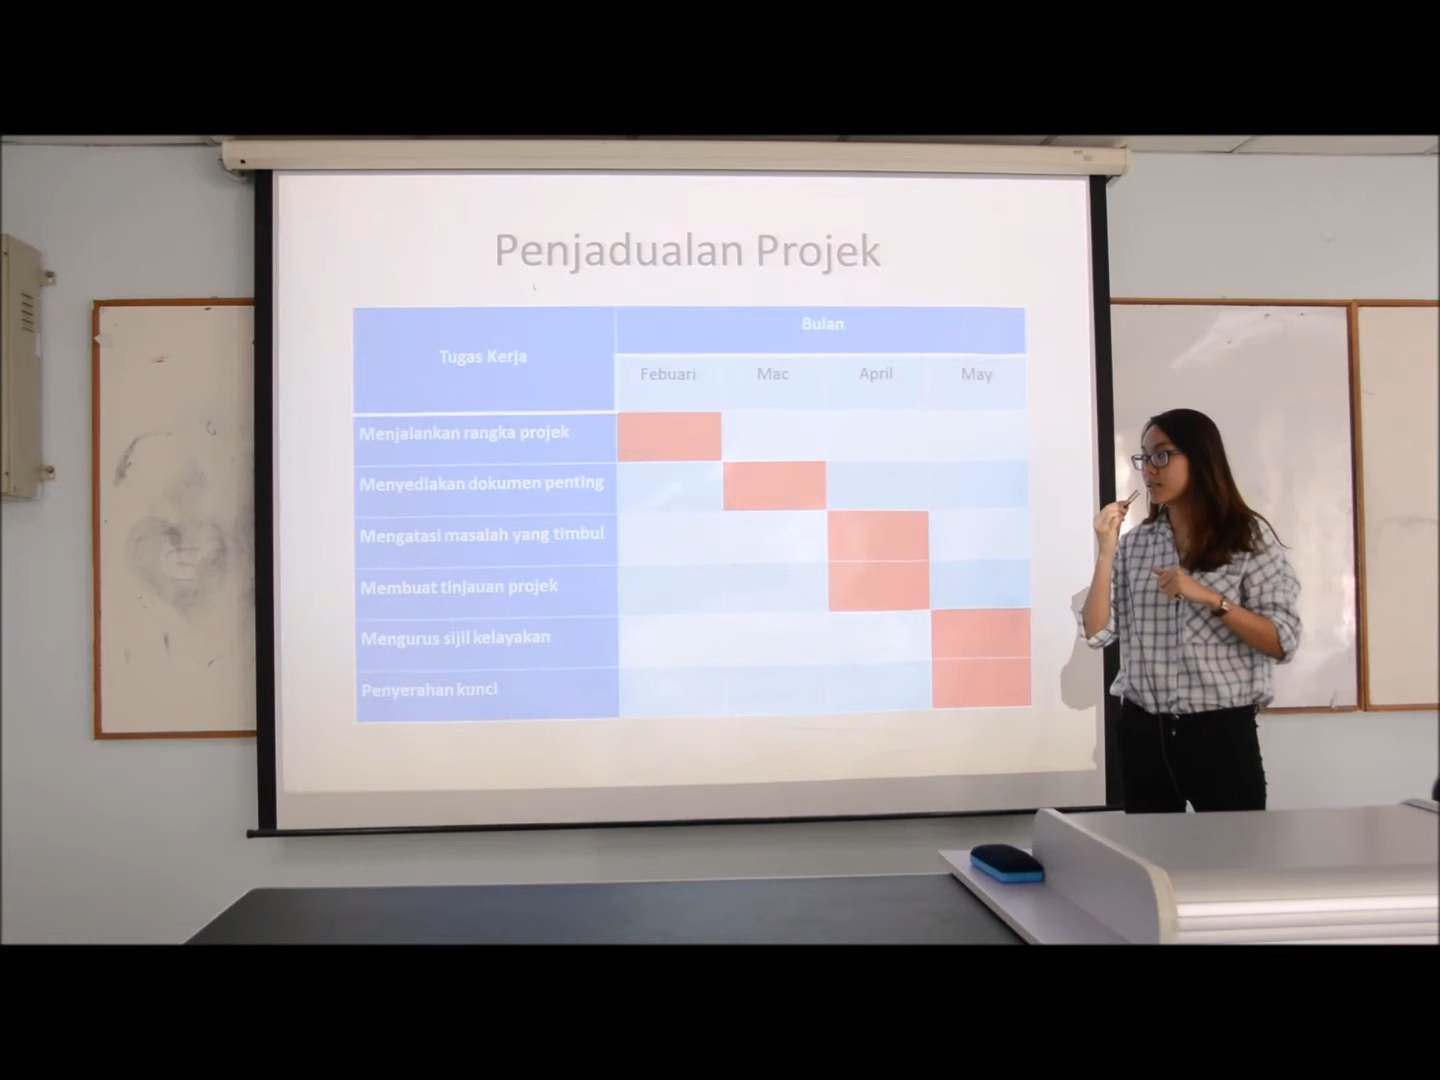 Penjadualan Projek
Tugas Kerja
Bulan
Febuari Mac April May
Menjalankan rangka projek
Menyediakan dokumen penting
Mengatasi masalah yang timbul
Membuat tinjauan projek
Mengurus sijil kelayakan
Penyerahan kunci